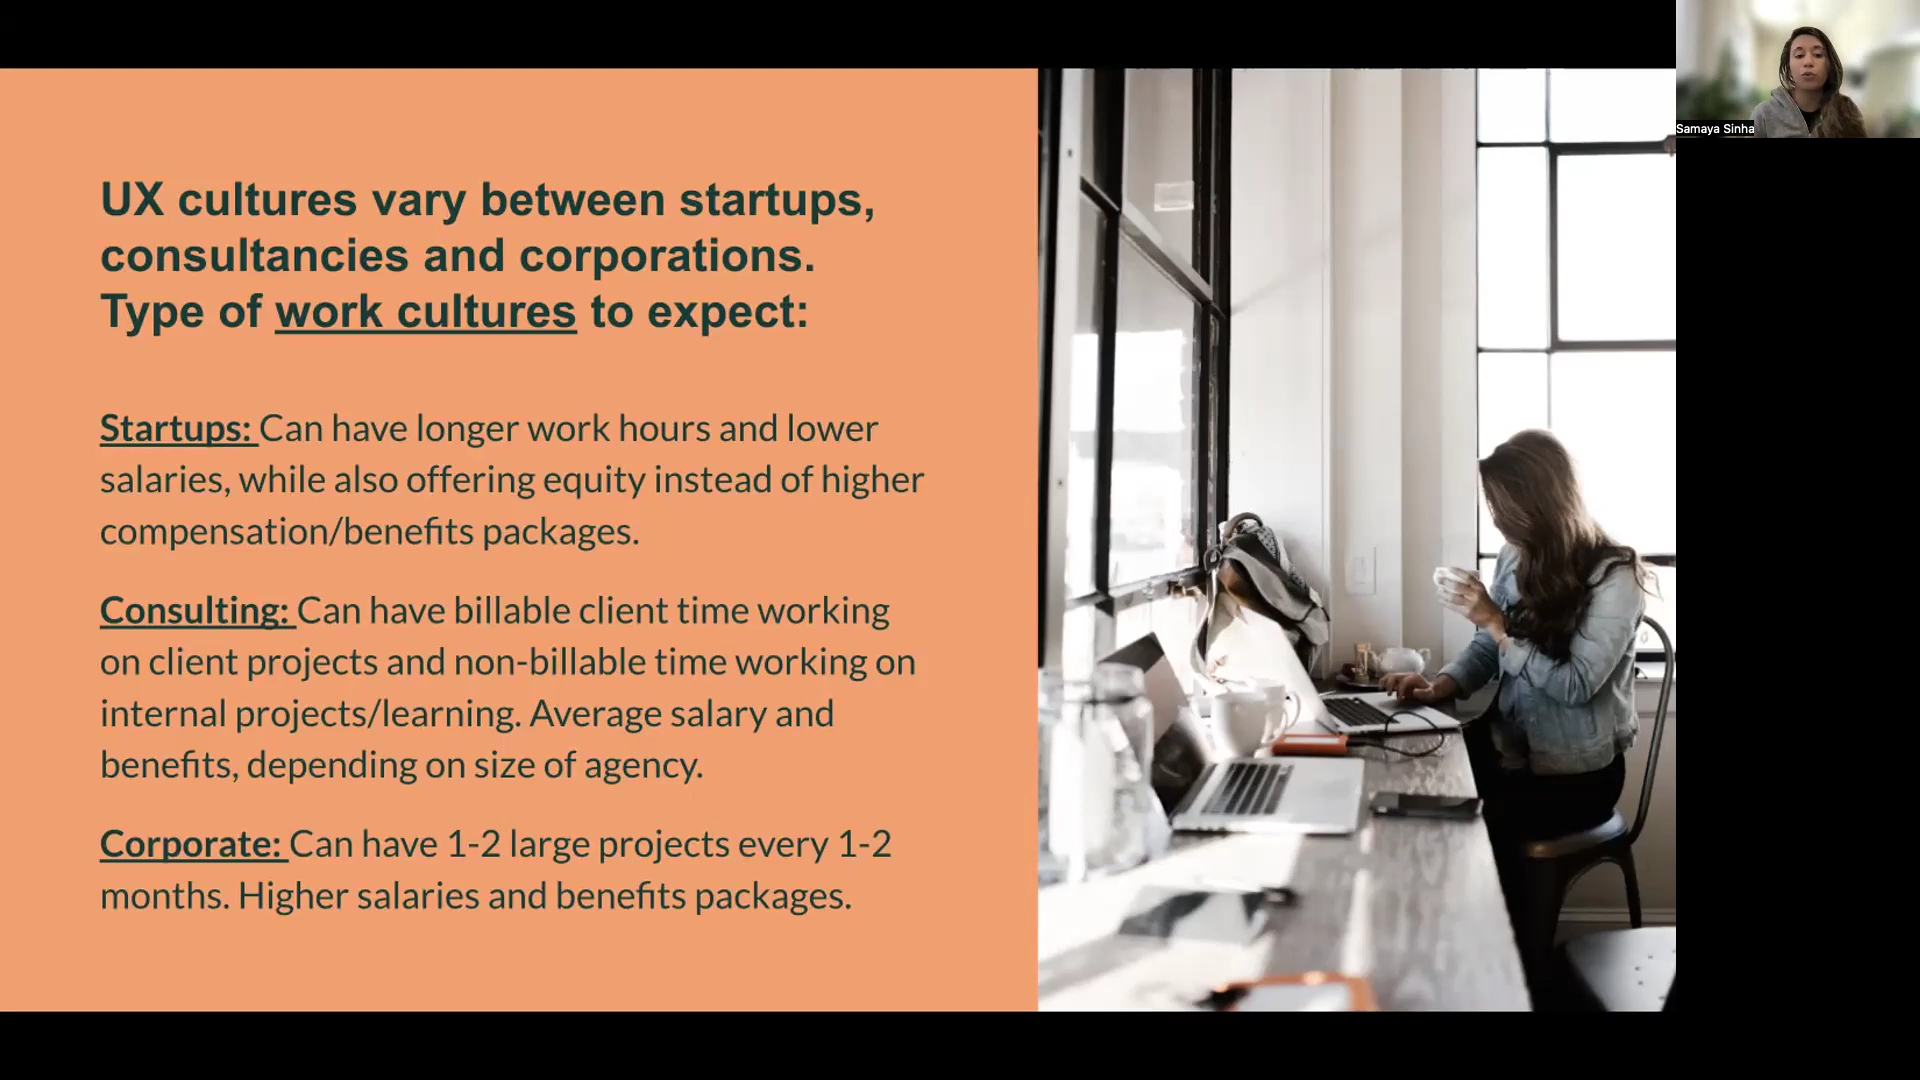 Samaya Sinha
UX cultures vary between startups,
consultancies and corporations.
Type of work cultures to expect:
Startups: Can have longer work hours and lower
salaries, while also offering equity instead of higher
compensation/benefits packages.
Consulting: Can have billable client time working
on client projects and non-billable time working on
internal projects/learning. Average salary and
benefits, depending on size of agency.
Corporate: Can have 1-2 large projects every 1-2
months. Higher salaries and benefits packages.